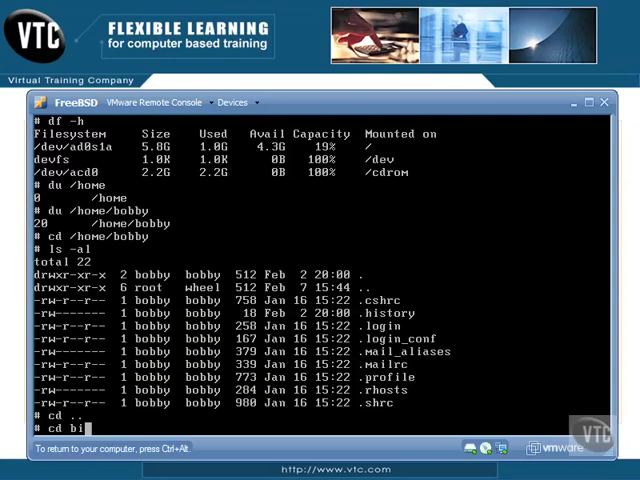 VTC
FLEXIBLE LEARNING
for computer based training
Virtual Training Company
FreeBSD VMware Remote Console Devices
# df -h
Filesystem Size Used Avail Capacity Mounted on
/dev/ad0s1a 5.8G 1.0G 4.3G 19% /
devfs 1.0K 1.0K 0B 100% /dev
/dev/acd0 2.2G 2.2G 0B 100% /cdrom
# du /home
0 /home
# du /home/bobby
20 /home/bobby
# cd /home/bobby
# ls -al
total 22
drwxr-xr-x 2 bobby bobby 512 Feb 2 20:00 .
drwxr-xr-x 6 root wheel 512 Feb 7 15:44 ..
-rw-r--r-- 1 bobby bobby 758 Jan 16 15:22 .cshrc
-rw-r--r-- 1 bobby bobby 18 Feb 2 20:00 .history
-rw-r--r-- 1 bobby bobby 258 Jan 16 15:22 .login
-rw-r--r-- 1 bobby bobby 167 Jan 16 15:22 .login_conf
-rw------- 1 bobby bobby 379 Jan 16 15:22 .mail_aliases
-rw-r--r-- 1 bobby bobby 339 Jan 16 15:22 .mailrc
-rw-r--r-- 1 bobby bobby 773 Jan 16 15:22 .profile
-rw------- 1 bobby bobby 284 Jan 16 15:22 .rhosts
-rw-r--r-- 1 bobby bobby 980 Jan 16 15:22 .shrc
# cd ..
# cd bi
VTC
To return to your computer, press Ctrl+Alt.
vmware
http://www.vtc.com